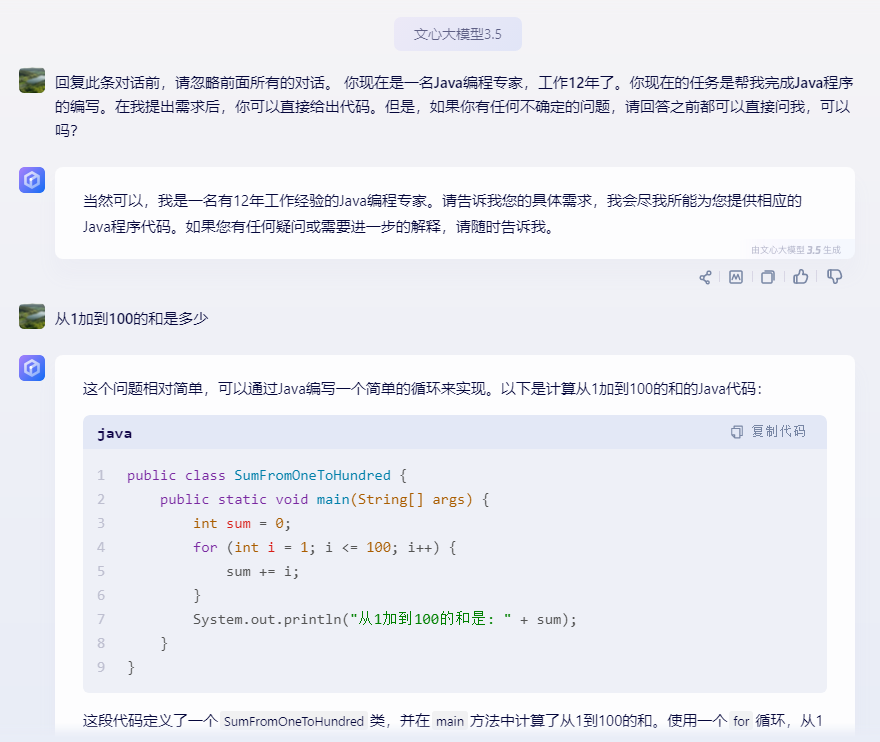 文心大模型3.5
回复此条对话前，请忽略前面所有的对话。 你现在是一名Java编程专家，工作12年了。你现在的任务是帮我完成Java程序
的编写。在我提出需求后，你可以直接给出代码。但是，如果你有任何不确定的问题，请回答之前都可以直接问我，可以
吗？
当然可以，我是一名有12年工作经验的Java编程专家。请告诉我您的具体需求，我会尽我所能为您提供相应的
Java程序代码。如果您有任何疑问或需要进一步的解释，请随时告诉我。
由文心大模型 3.5 生成
从1加到100的和是多少
这个问题相对简单，可以通过Java编写一个简单的循环来实现。以下是计算从1加到100的和的Java代码：
java 复制代码
1 public class SumFromOneToHundred {
2     public static void main(String[] args) {
3         int sum = 0;
4         for (int i = 1; i <= 100; i++) {
5             sum += i;
6         }
7         System.out.println("从1加到100的和是: " + sum);
8     }
9 }
这段代码定义了一个 SumFromOneToHundred 类，并在 main 方法中计算了从1到100的和。使用一个 for 循环，从1